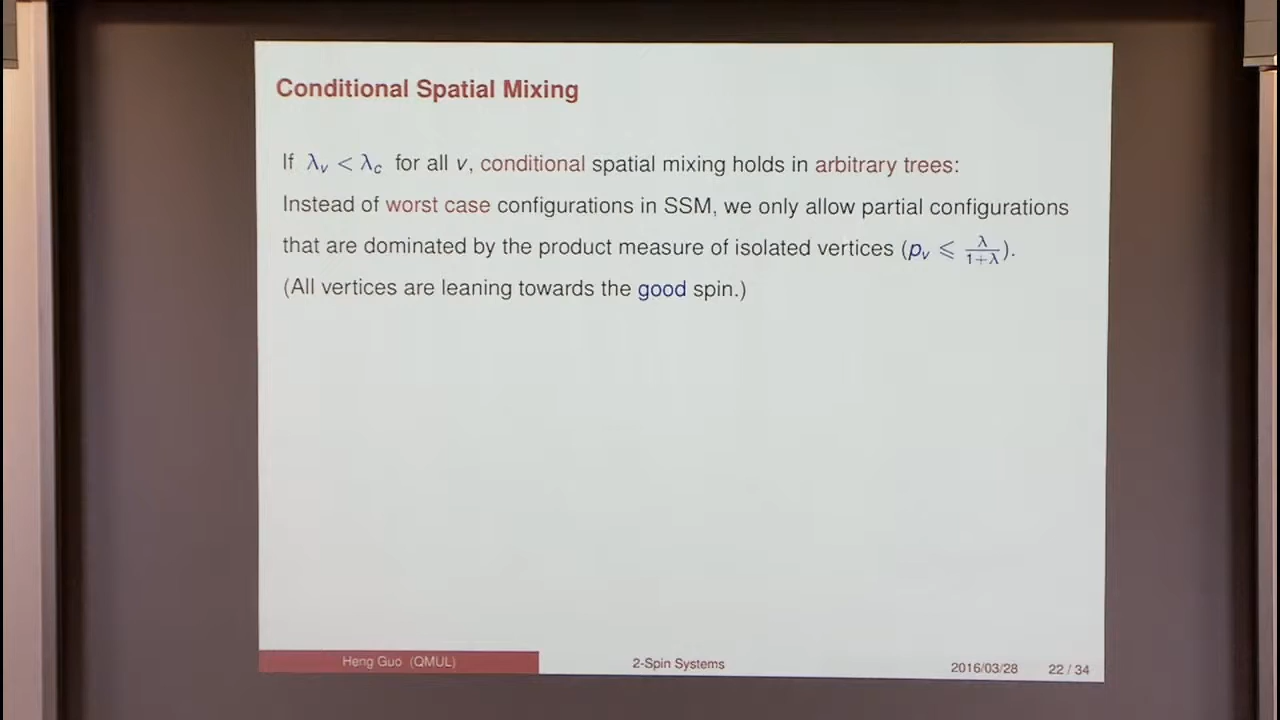 Conditional Spatial Mixing
If λ_v < λ_c for all v, conditional spatial mixing holds in arbitrary trees:
Instead of worst case configurations in SSM, we only allow partial configurations
that are dominated by the product measure of isolated vertices (p_v ⩽ λ/(1+λ)).
(All vertices are leaning towards the good spin.)
Heng Guo (QMUL) 2-Spin Systems 2016/03/28 22 / 34